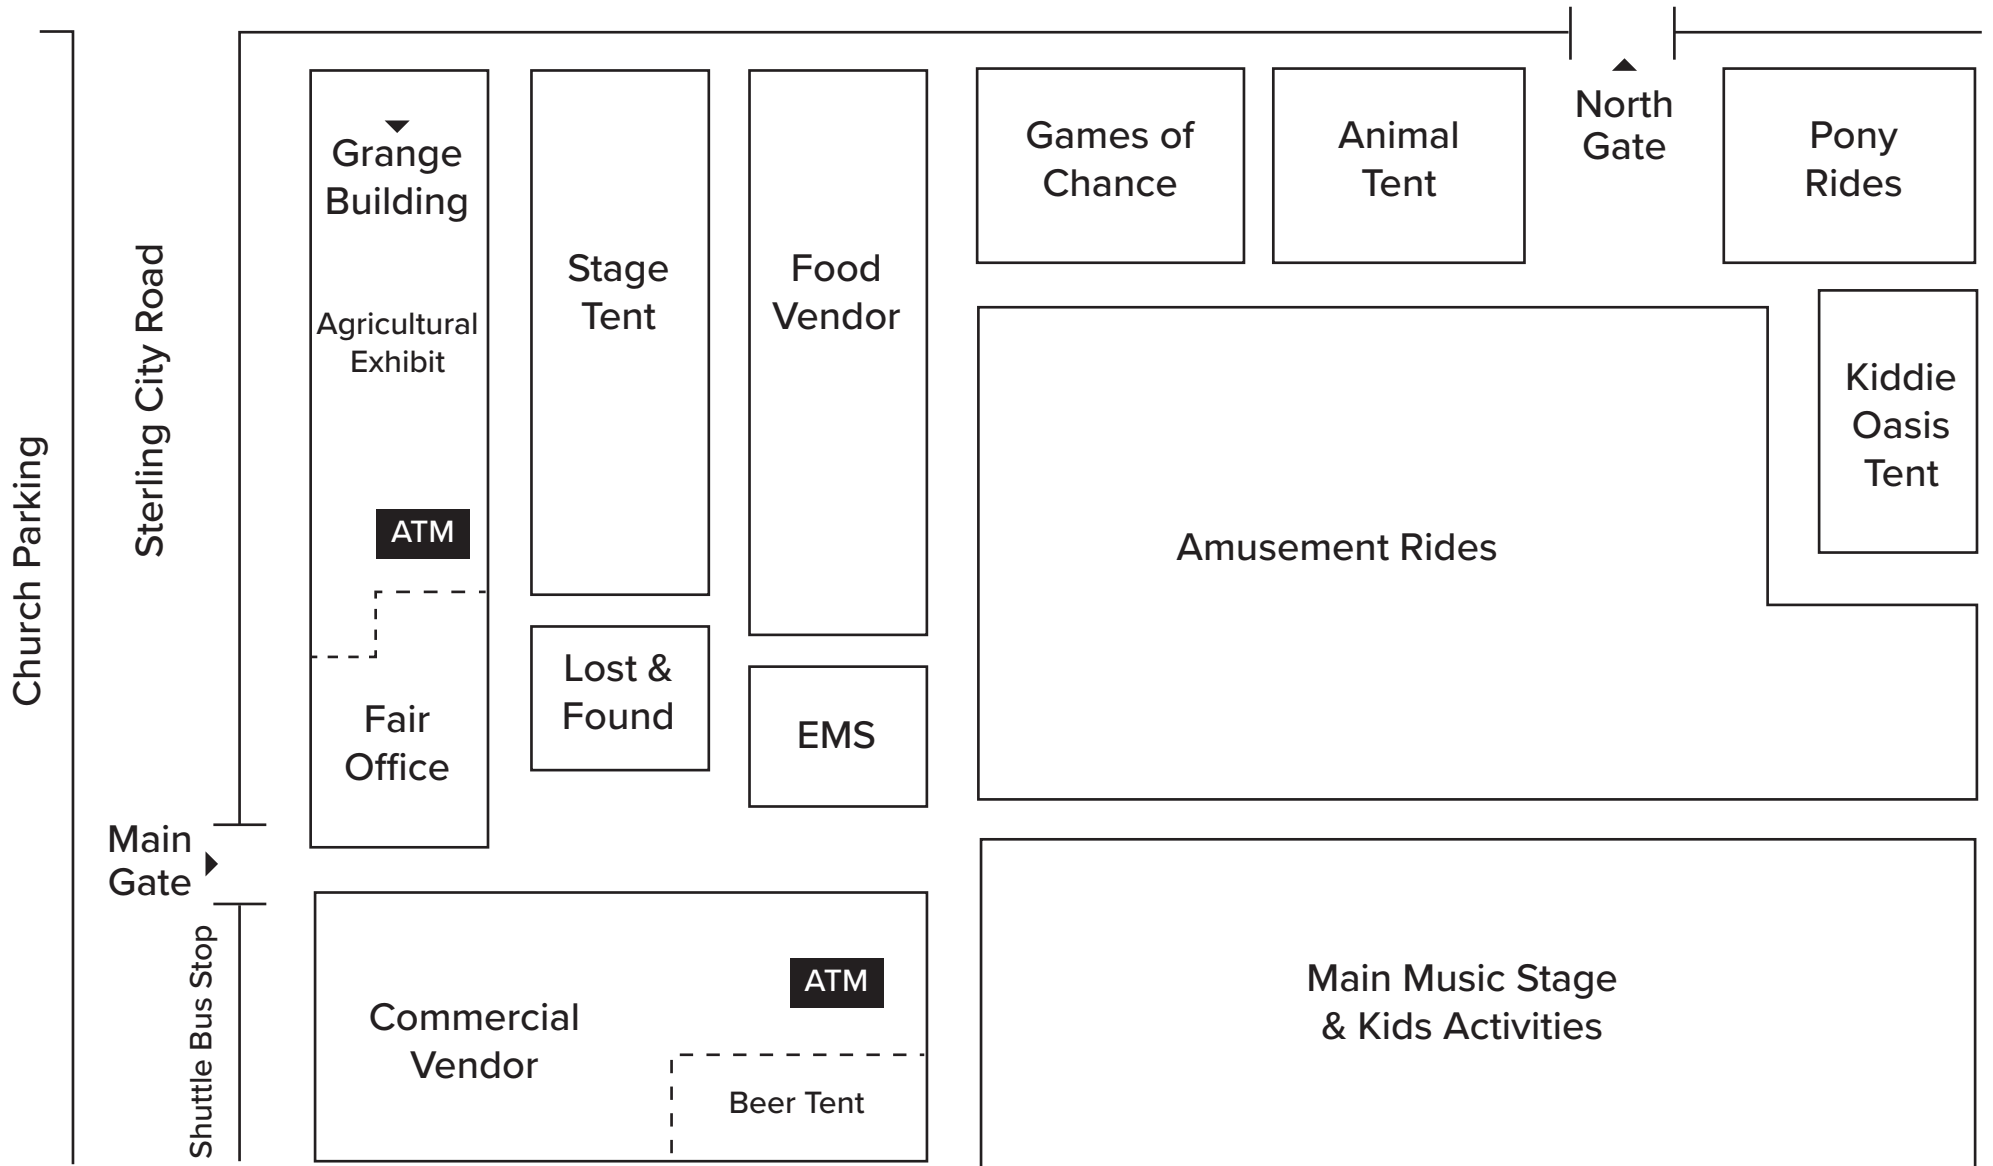 Church Parking
Sterling City Road
Main
Gate
Shuttle Bus Stop
Grange
Building
Agricultural
Exhibit
ATM
Fair
Office
Stage
Tent
Lost &
Found
Food
Vendor
EMS
Games of
Chance
Animal
Tent
North
Gate
Pony
Rides
Kiddie
Oasis
Tent
Amusement Rides
Commercial
Vendor
ATM
Beer Tent
Main Music Stage
& Kids Activities